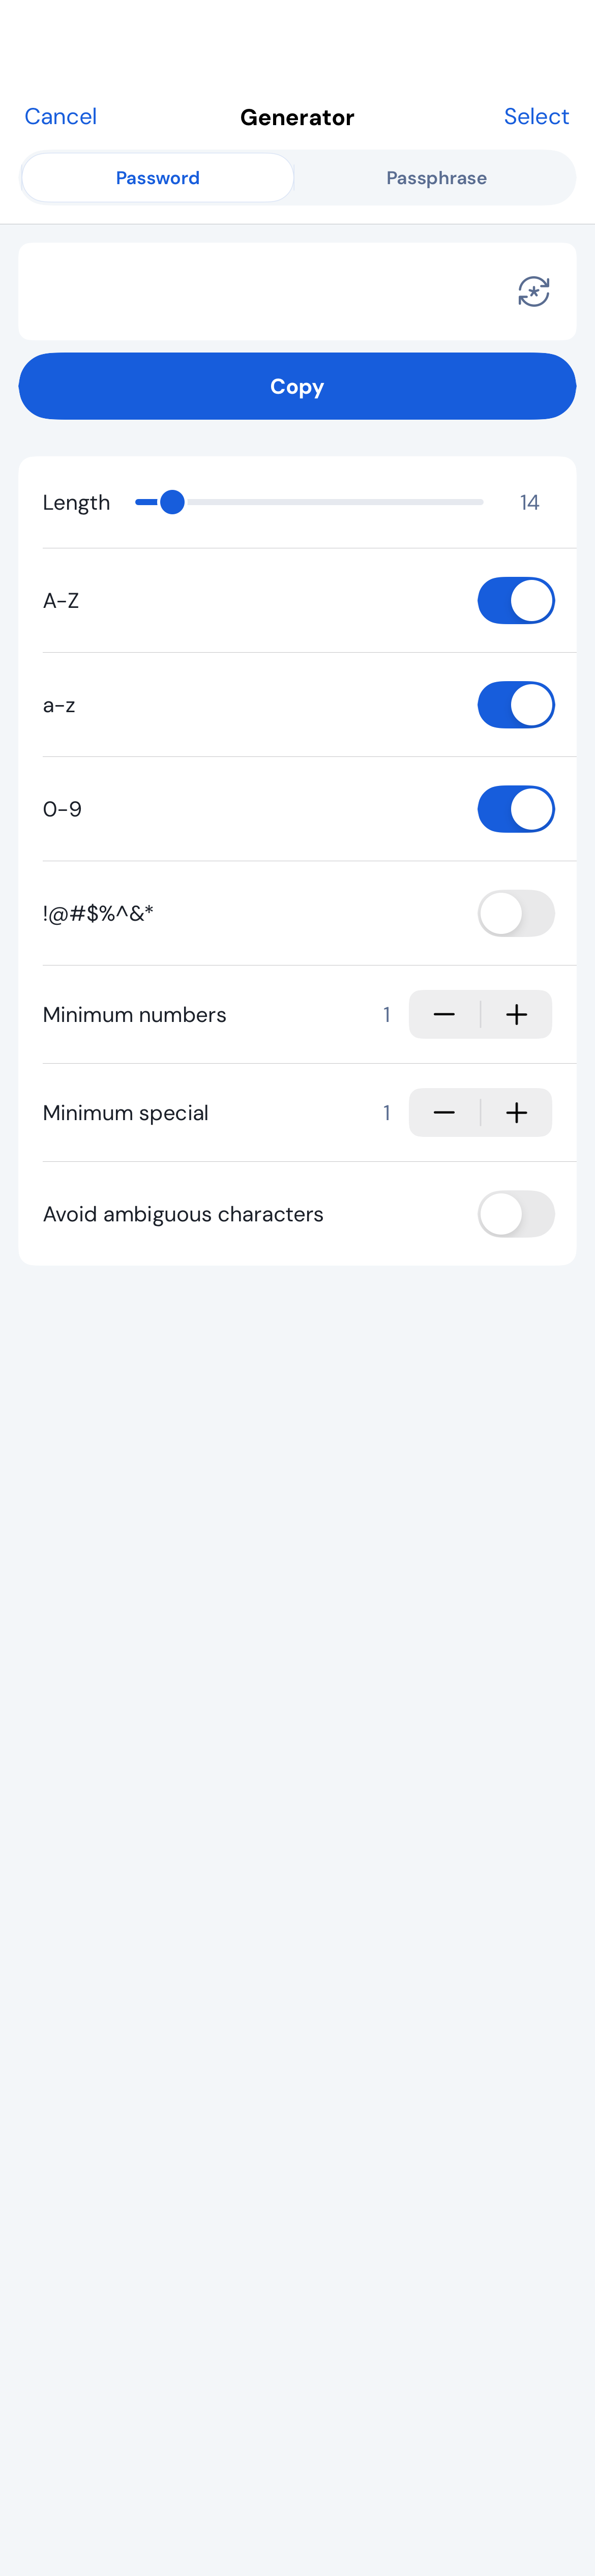 Cancel Generator Select
Password Passphrase
Copy
Length 14
A-Z
a-z
0-9
!@#$%^&*
Minimum numbers 1
Minimum special 1
Avoid ambiguous characters